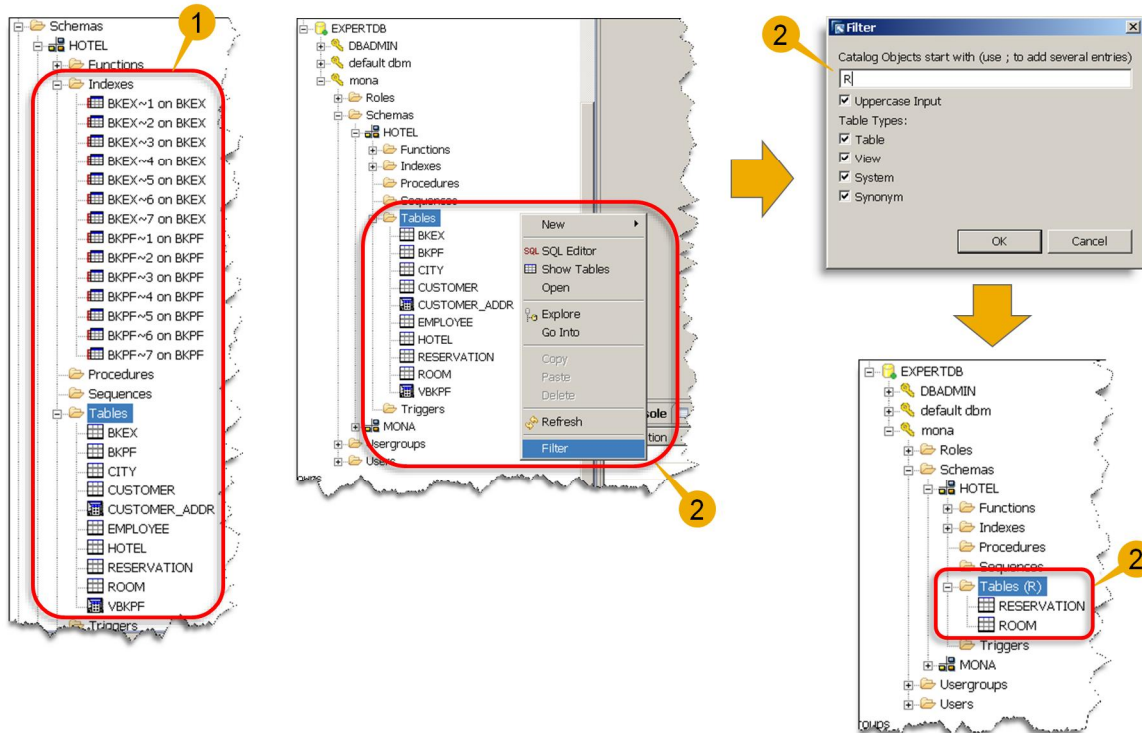 1
Schemas
HOTEL
Functions
Indexes
BKEX~1 on BKEX
BKEX~2 on BKEX
BKEX~3 on BKEX
BKEX~4 on BKEX
BKEX~5 on BKEX
BKEX~6 on BKEX
BKEX~7 on BKEX
BKPF~1 on BKPF
BKPF~2 on BKPF
BKPF~3 on BKPF
BKPF~4 on BKPF
BKPF~5 on BKPF
BKPF~6 on BKPF
BKPF~7 on BKPF
Procedures
Sequences
Tables
BKEX
BKPF
CITY
CUSTOMER
CUSTOMER_ADDR
EMPLOYEE
HOTEL
RESERVATION
ROOM
VBKPF
Triggers
EXPERTDB
DBADMIN
default dbm
mona
Roles
Schemas
HOTEL
Functions
Indexes
Procedures
Sequences
Tables
BKEX
BKPF
CITY
CUSTOMER
CUSTOMER_ADDR
EMPLOYEE
HOTEL
RESERVATION
ROOM
VBKPF
Triggers
MONA
Usergroups
Users
New
SQL SQL Editor
Show Tables
Open
Explore
Go Into
Copy
Paste
Delete
Refresh
Filter
2
2
Filter
Catalog Objects start with (use ; to add several entries)
R
Uppercase Input
Table Types:
Table
View
System
Synonym
OK Cancel
EXPERTDB
DBADMIN
default dbm
mona
Roles
Schemas
HOTEL
Functions
Indexes
Procedures
Sequences
Tables (R)
RESERVATION
ROOM
Triggers
MONA
Usergroups
Users
2